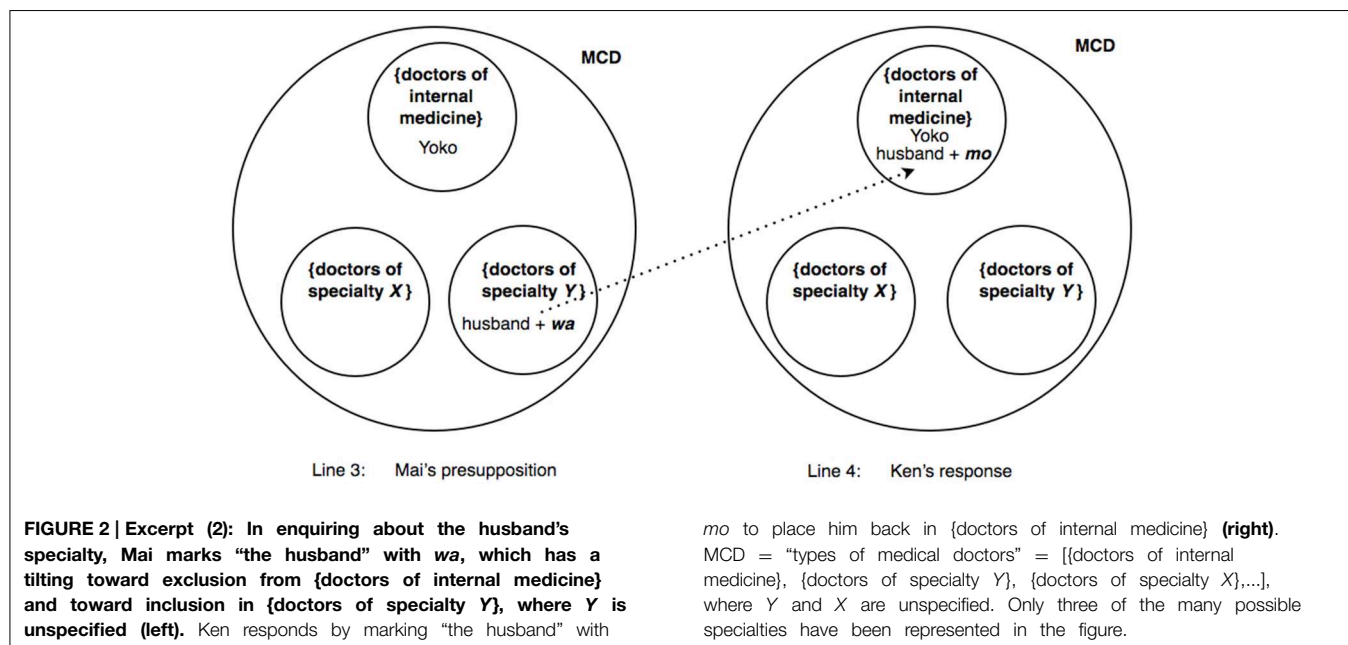 MCD
{doctors of
internal
medicine}
Yoko
{doctors of
specialty X}
{doctors of
specialty Y}
husband + wa
MCD
{doctors of
internal
medicine}
Yoko
husband + mo
{doctors of
specialty X}
{doctors of
specialty Y}
Line 3: Mai's presupposition
Line 4: Ken's response
FIGURE 2 | Excerpt (2): In enquiring about the husband's
specialty, Mai marks “the husband” with wa, which has a
tilting toward exclusion from {doctors of internal medicine}
and toward inclusion in {doctors of specialty Y}, where Y is
unspecified (left). Ken responds by marking “the husband” with
mo to place him back in {doctors of internal medicine} (right).
MCD = “types of medical doctors” = [{doctors of internal
medicine}, {doctors of specialty Y}, {doctors of specialty X},...],
where Y and X are unspecified. Only three of the many possible
specialties have been represented in the figure.